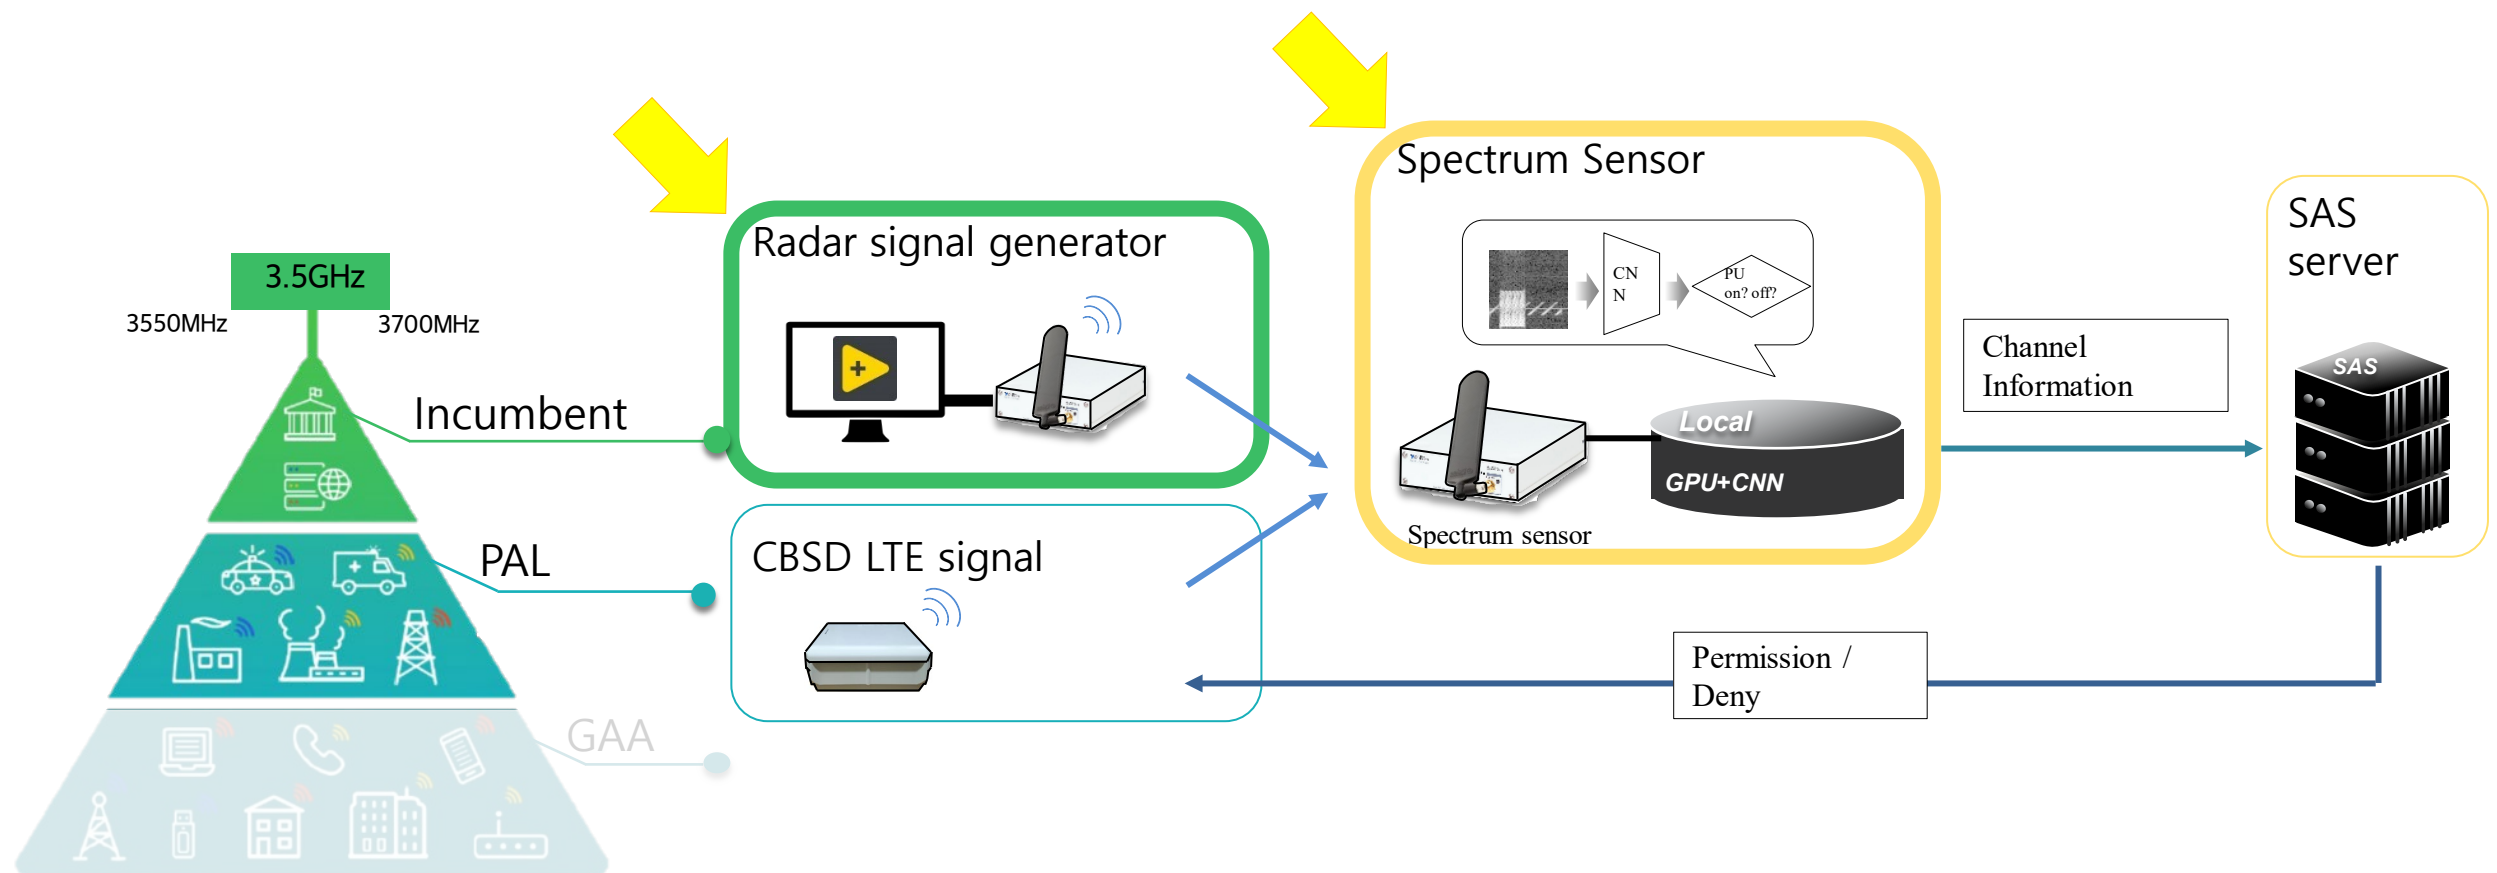 3.5GHz
3550MHz
3700MHz
Incumbent
PAL
GAA
Radar signal generator
CBSD LTE signal
Spectrum Sensor
CN
N
PU
on? off?
Local
GPU+CNN
Spectrum sensor
Channel
Information
SAS
server
SAS
Permission /
Deny